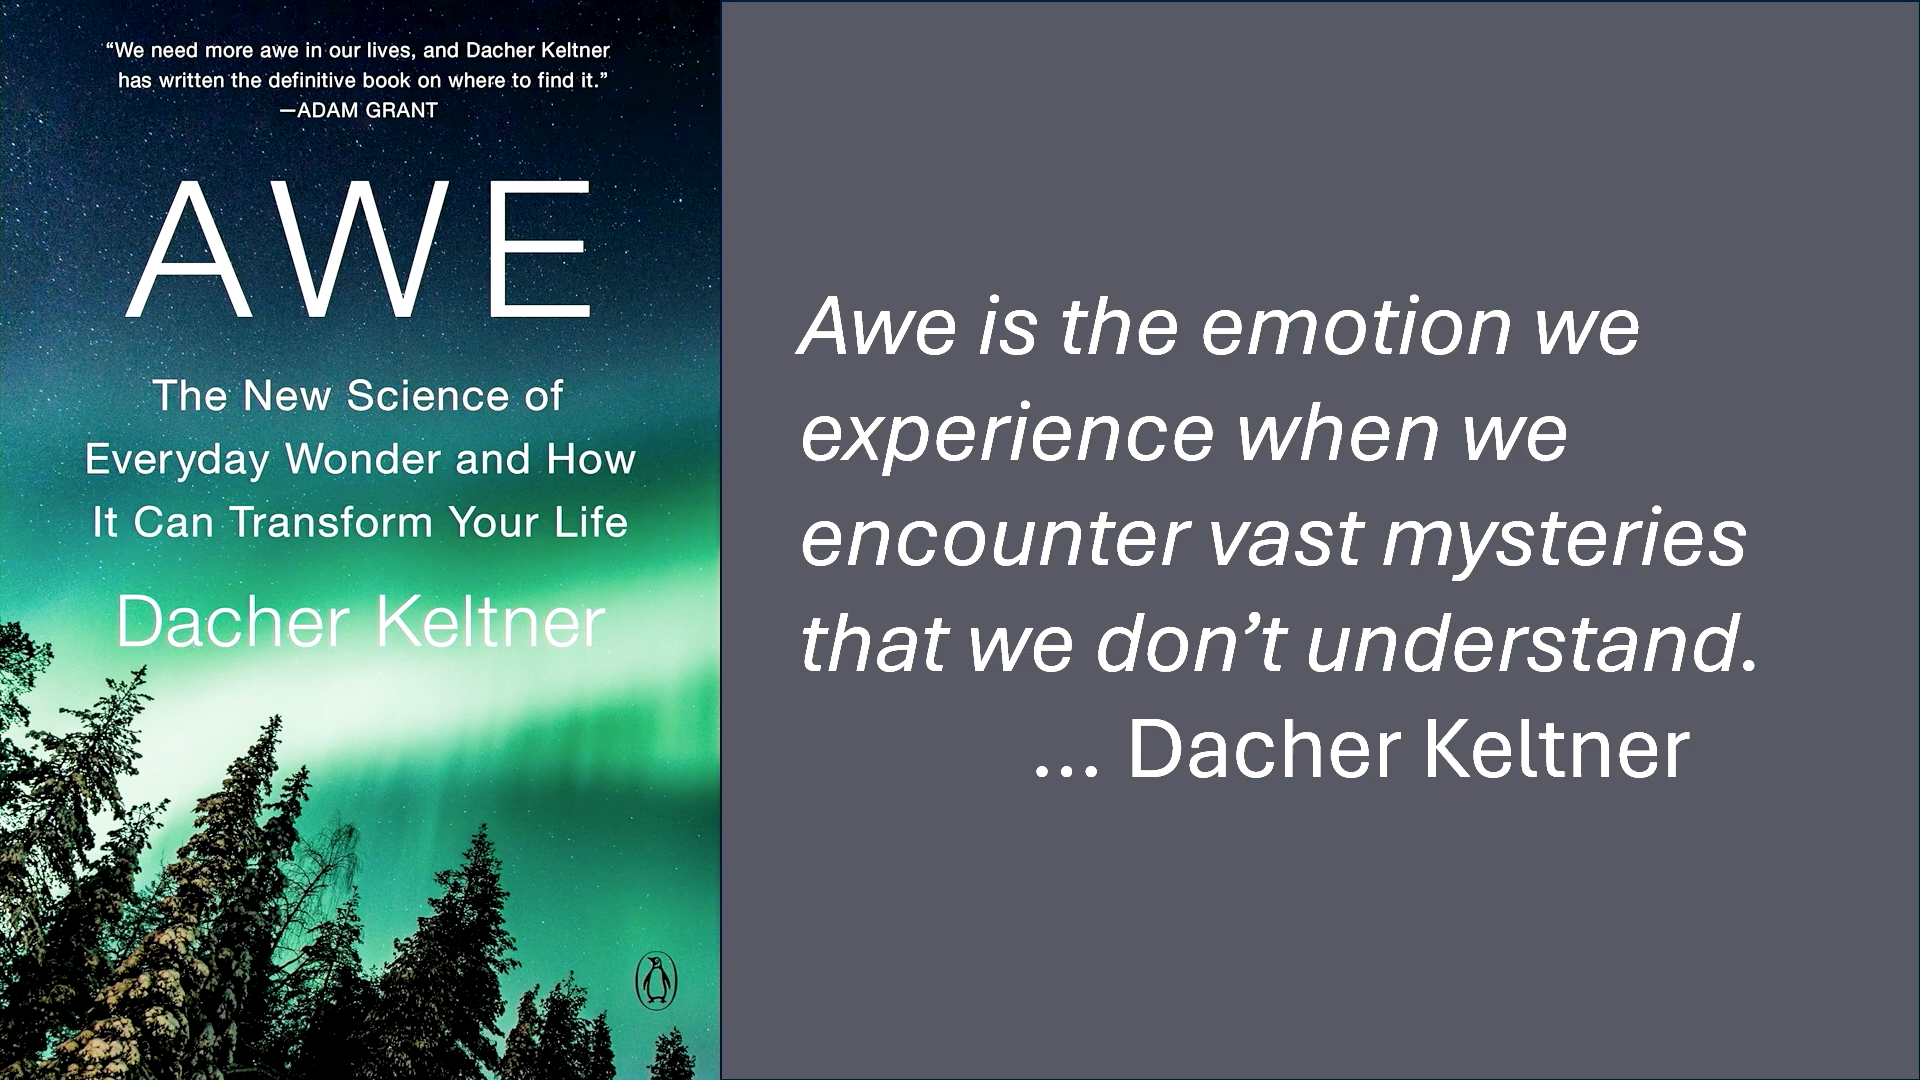 “We need more awe in our lives, and Dacher Keltner
has written the definitive book on where to find it.”
—ADAM GRANT
AWE
The New Science of
Everyday Wonder and How
It Can Transform Your Life
Dacher Keltner
Awe is the emotion we
experience when we
encounter vast mysteries
that we don’t understand.
... Dacher Keltner